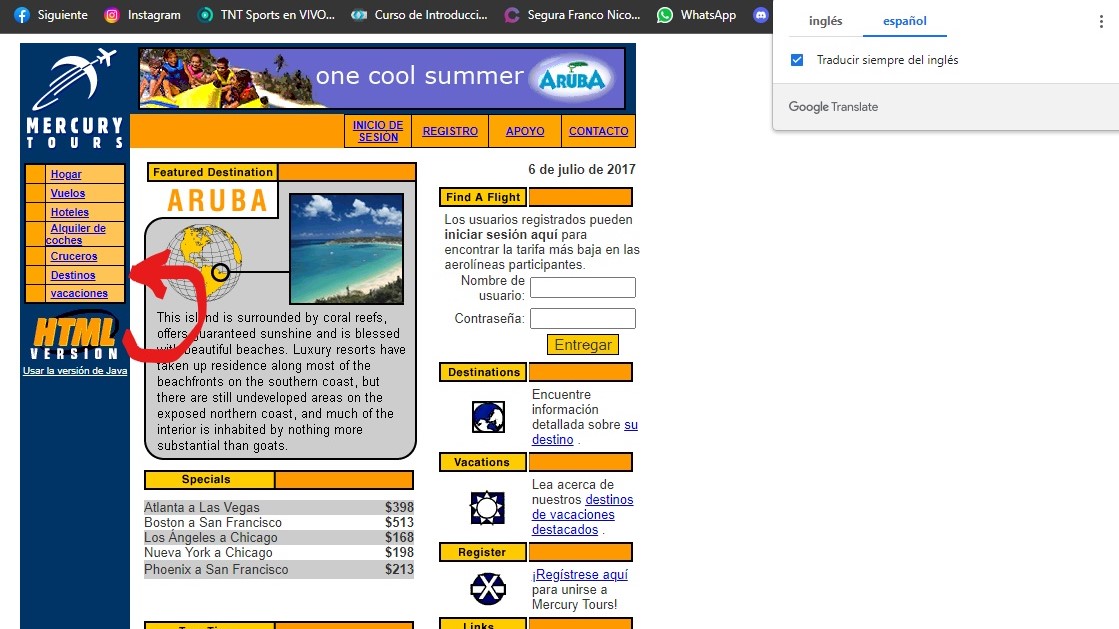 Siguiente
Instagram
TNT Sports en VIVO...
Curso de Introducci...
Segura Franco Nico...
WhatsApp
inglés
español
Traducir siempre del inglés
Google Translate
one cool summer
ARUBA
MERCURY
TOURS
INICIO DE
SESIÓN
REGISTRO
APOYO
CONTACTO
Hogar
Vuelos
Hoteles
Alquiler de
coches
Cruceros
Destinos
vacaciones
HTML
VERSION
Usar la versión de Java
Featured Destination
ARUBA
This island is surrounded by coral reefs,
offers guaranteed sunshine and is blessed
with beautiful beaches. Luxury resorts have
taken up residence along most of the
beachfronts on the southern coast, but
there are still undeveloped areas on the
exposed northern coast, and much of the
interior is inhabited by nothing more
substantial than goats.
Specials
Atlanta a Las Vegas $398
Boston a San Francisco $513
Los Ángeles a Chicago $168
Nueva York a Chicago $198
Phoenix a San Francisco $213
6 de julio de 2017
Find A Flight
Los usuarios registrados pueden
iniciar sesión aquí para
encontrar la tarifa más baja en las
aerolíneas participantes.
Nombre de
usuario:
Contraseña:
Entregar
Destinations
Encuentre
información
detallada sobre su
destino .
Vacations
Lea acerca de
nuestros destinos
de vacaciones
destacados .
Register
¡Regístrese aquí
para unirse a
Mercury Tours!
Links